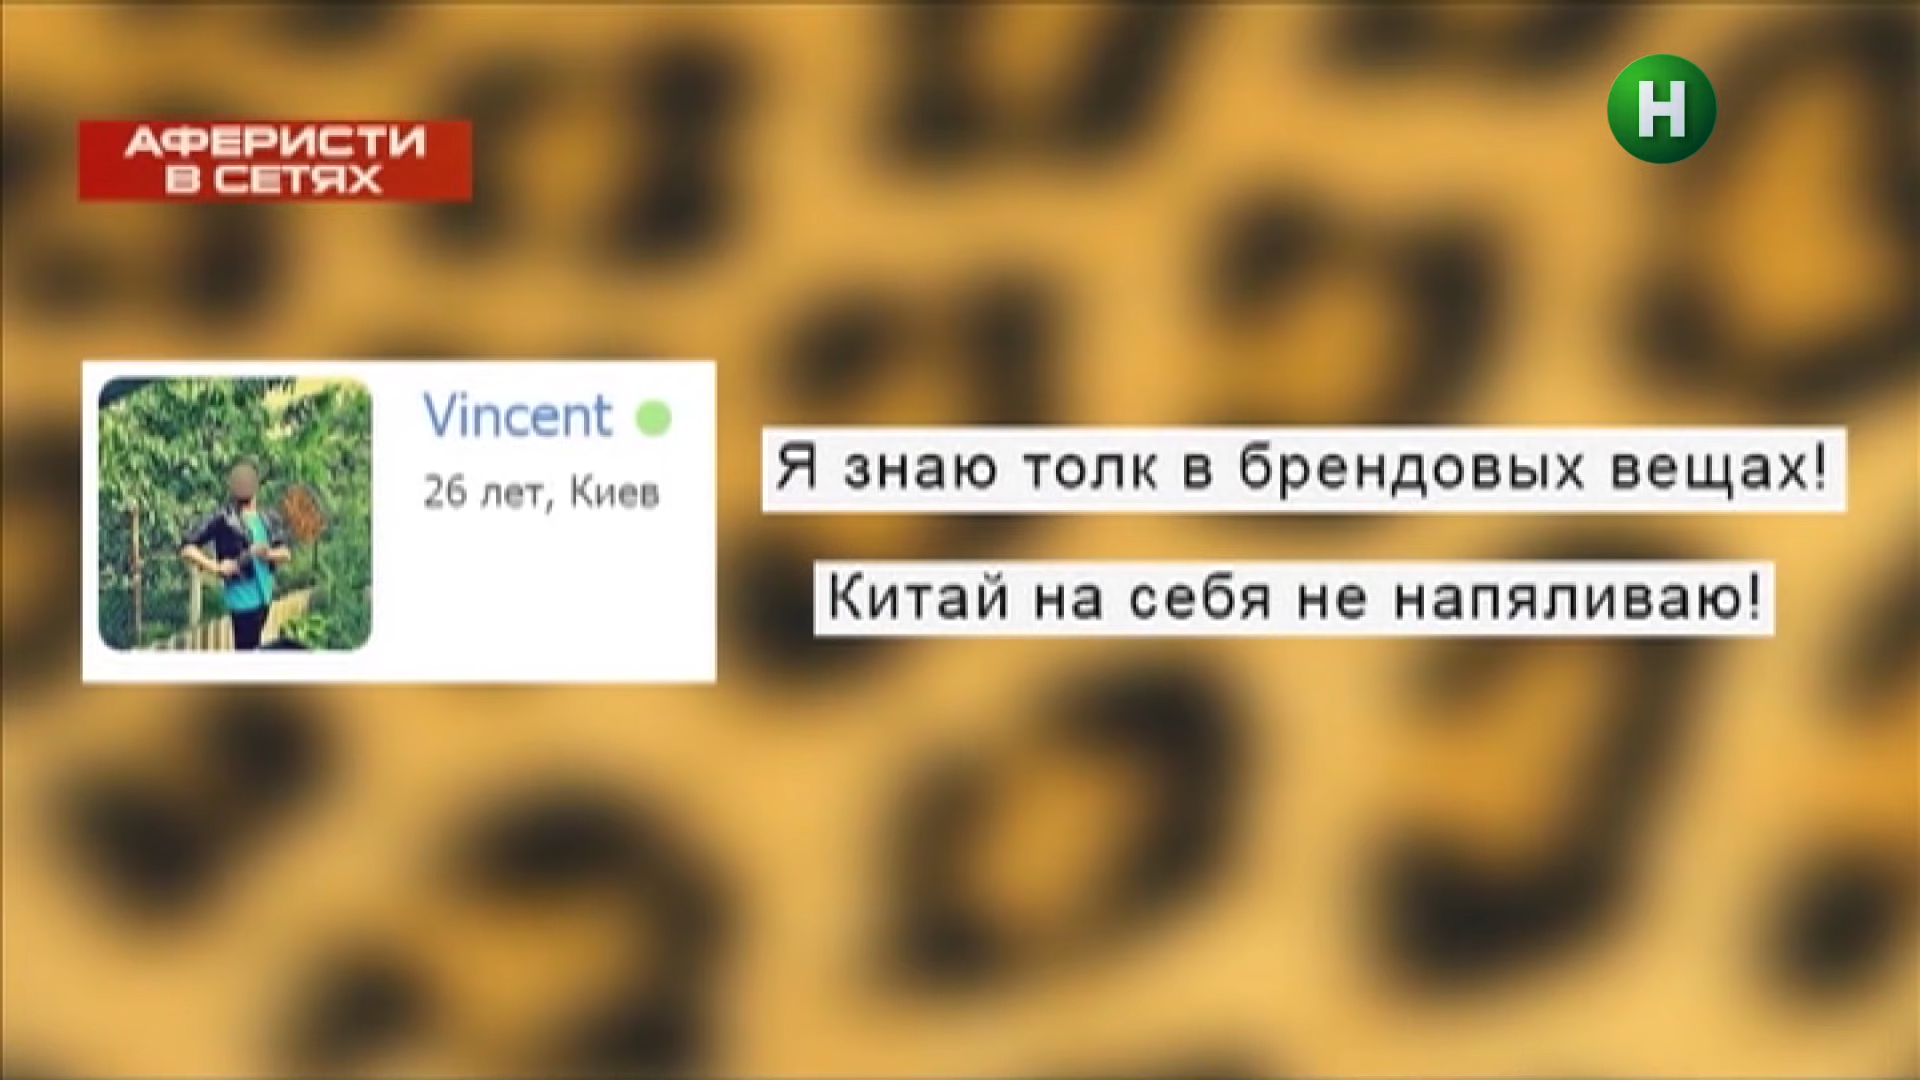 АФЕРИСТИ
В СЕТЯХ
Н
Vincent
26 лет, Киев
Я знаю толк в брендовых вещах!
Китай на себя не напяливаю!